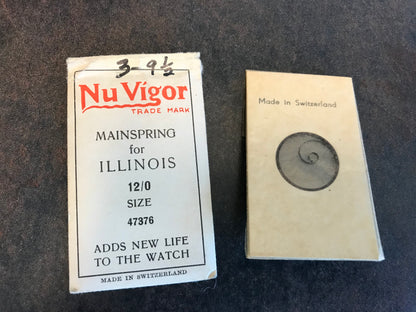 3-9½
Nu Vigor
TRADE MARK
MAINSPRING
for
ILLINOIS
12/0
SIZE
47376
ADDS NEW LIFE
TO THE WATCH
MADE IN SWITZERLAND
Made in Switzerland